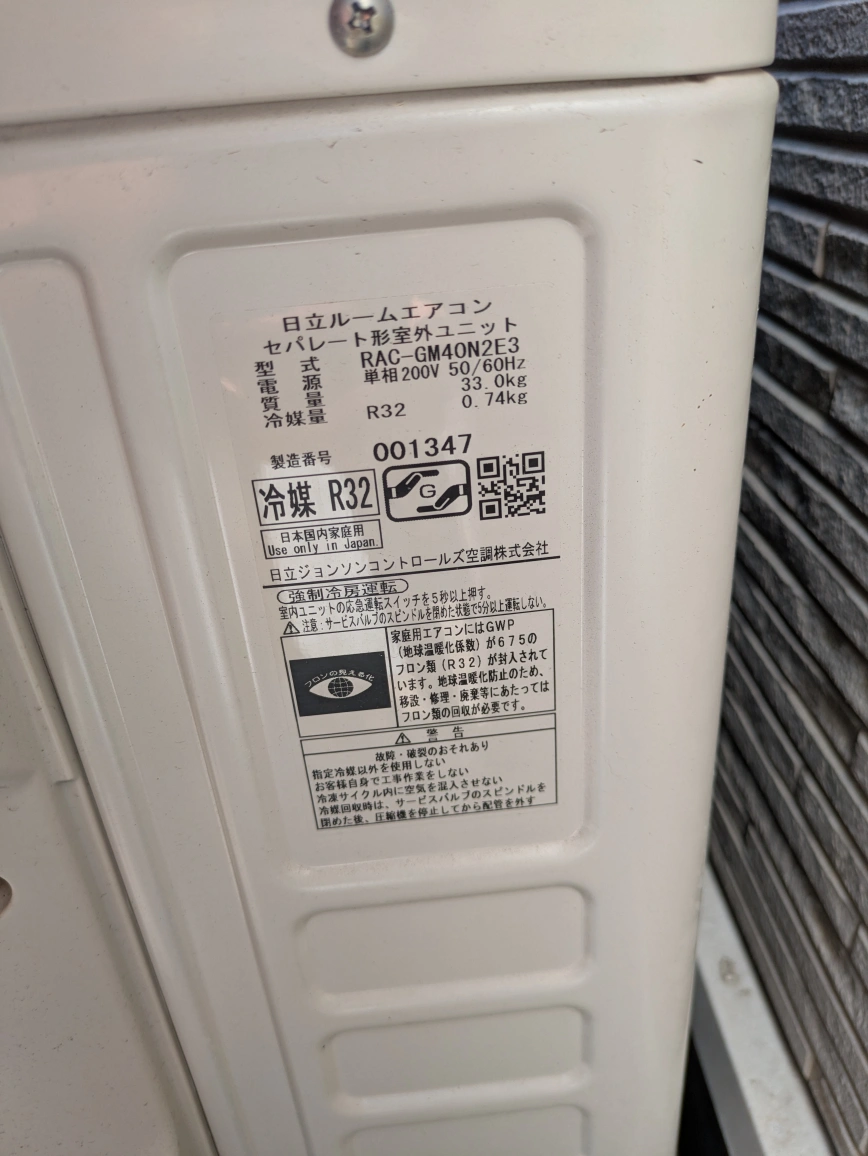 日立ルームエアコン
セパレート形室外ユニット
型式 RAC-GM40N2E3
電源 単相200V 50/60Hz
質量 33.0kg
冷媒量 R32 0.74kg
製造番号 001347
冷媒 R32
G
日本国内家庭用
Use only in Japan.
日立ジョンソンコントロールズ空調株式会社
強制冷房運転
室内ユニットの応急運転スイッチを5秒以上押す。
注意:サービスバルブのスピンドルを閉めた状態で5分以上運転しない。
フロンの見える化
家庭用エアコンにはGWP
(地球温暖化係数)が675の
フロン類(R32)が封入されて
います。地球温暖化防止のため、
移設・修理・廃棄等にあたっては
フロン類の回収が必要です。
警告
故障・破裂のおそれあり
指定冷媒以外を使用しない
お客様自身で工事作業をしない
冷凍サイクル内に空気を混入させない
冷媒回収時は、サービスバルブのスピンドルを
閉めた後、圧縮機を停止してから配管を外す